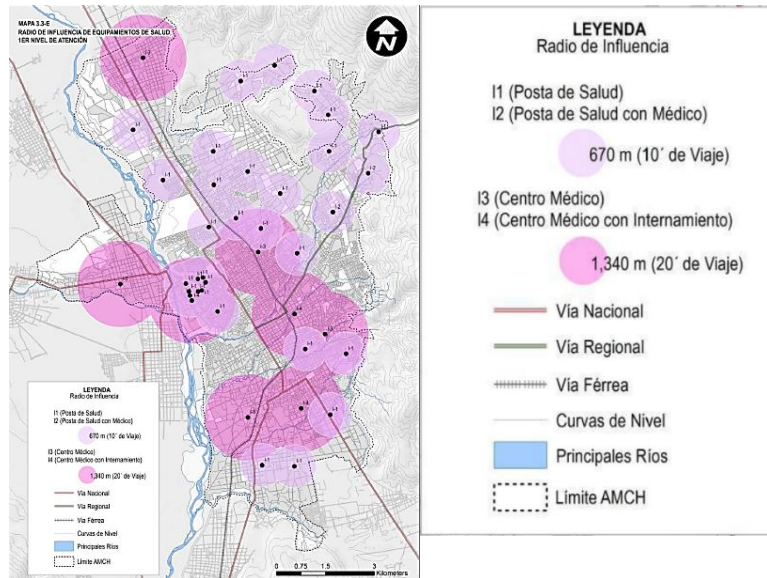 MAPA 3.3-E
RADIO DE INFLUENCIA DE EQUIPAMIENTOS DE SALUD
1ER NIVEL DE ATENCIÓN
N
LEYENDA
Radio de Influencia
I1 (Posta de Salud)
I2 (Posta de Salud con Médico)
670 m (10´ de Viaje)
I3 (Centro Médico)
I4 (Centro Médico con Internamiento)
1,340 m (20´ de Viaje)
Vía Nacional
Vía Regional
Vía Férrea
Curvas de Nivel
Principales Ríos
Límite AMCH
0 0.75 1.5 3
Kilometers
LEYENDA
Radio de Influencia
I1 (Posta de Salud)
I2 (Posta de Salud con Médico)
670 m (10´ de Viaje)
I3 (Centro Médico)
I4 (Centro Médico con Internamiento)
1,340 m (20´ de Viaje)
Vía Nacional
Vía Regional
Vía Férrea
Curvas de Nivel
Principales Ríos
Límite AMCH